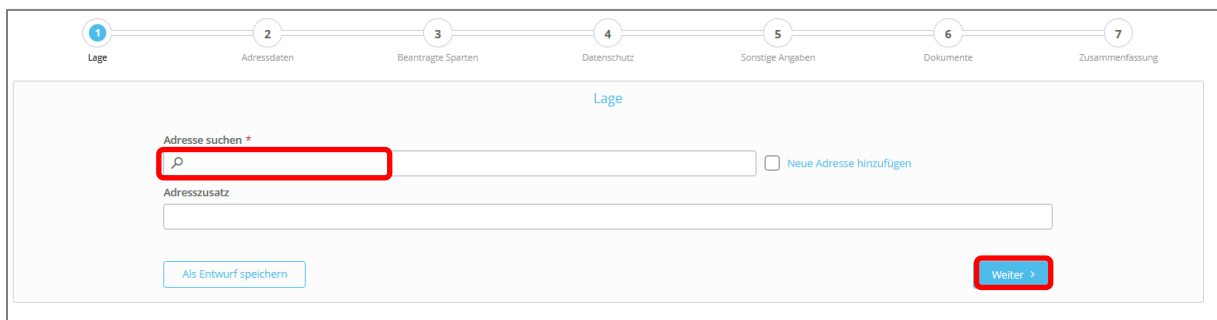 1 2 3 4 5 6 7
Lage Adressdaten Beantragte Sparten Datenschutz Sonstige Angaben Dokumente Zusammenfassung
Lage
Adresse suchen *
Neue Adresse hinzufügen
Adresszusatz
Als Entwurf speichern Weiter >